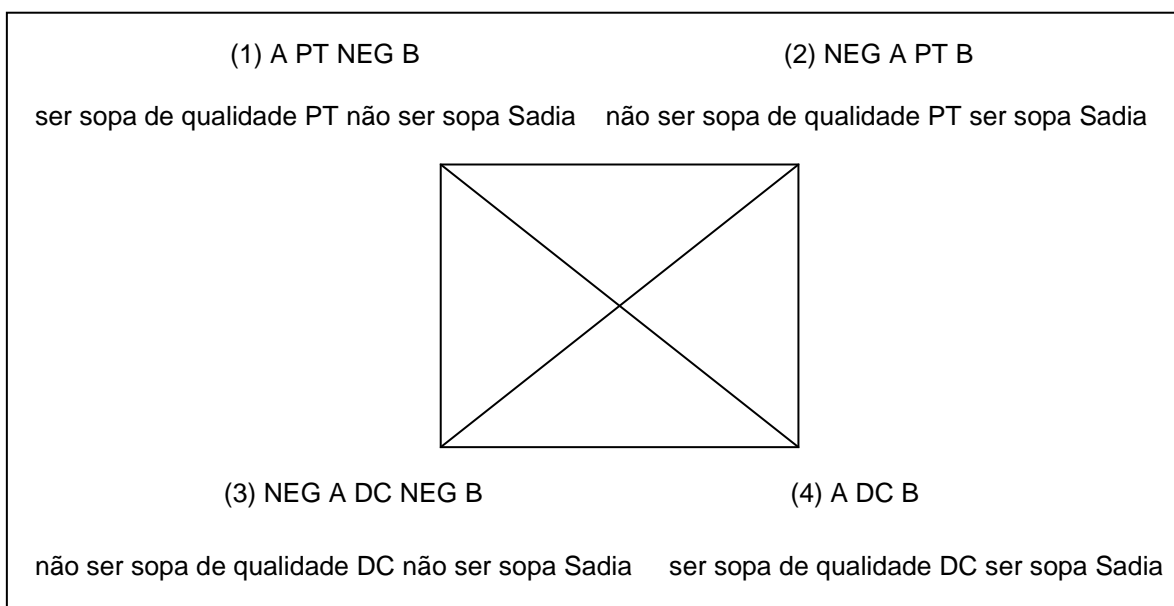 (1) A PT NEG B (2) NEG A PT B
ser sopa de qualidade PT não ser sopa Sadia não ser sopa de qualidade PT ser sopa Sadia
(3) NEG A DC NEG B (4) A DC B
não ser sopa de qualidade DC não ser sopa Sadia ser sopa de qualidade DC ser sopa Sadia